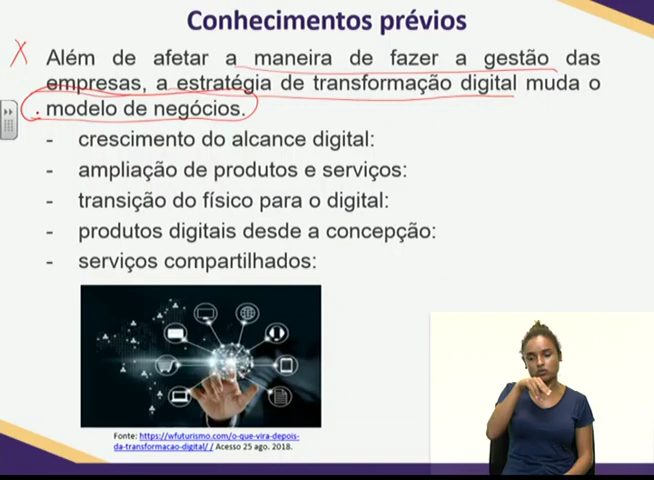 Conhecimentos prévios
Além de afetar a maneira de fazer a gestão das
empresas, a estratégia de transformação digital muda o
modelo de negócios.
- crescimento do alcance digital:
- ampliação de produtos e serviços:
- transição do físico para o digital:
- produtos digitais desde a concepção:
- serviços compartilhados:
Fonte: https://wfuturismo.com/o-que-vira-depois-
da-transformacao-digital/ / Acesso 25 ago. 2018.